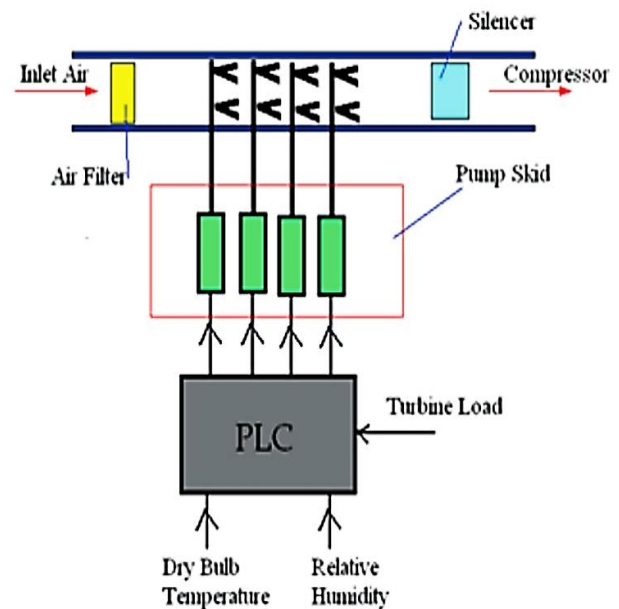 Silencer
Inlet Air
Compressor
Air Filter
Pump Skid
Turbine Load
PLC
Dry Bulb
Temperature
Relative
Humidity